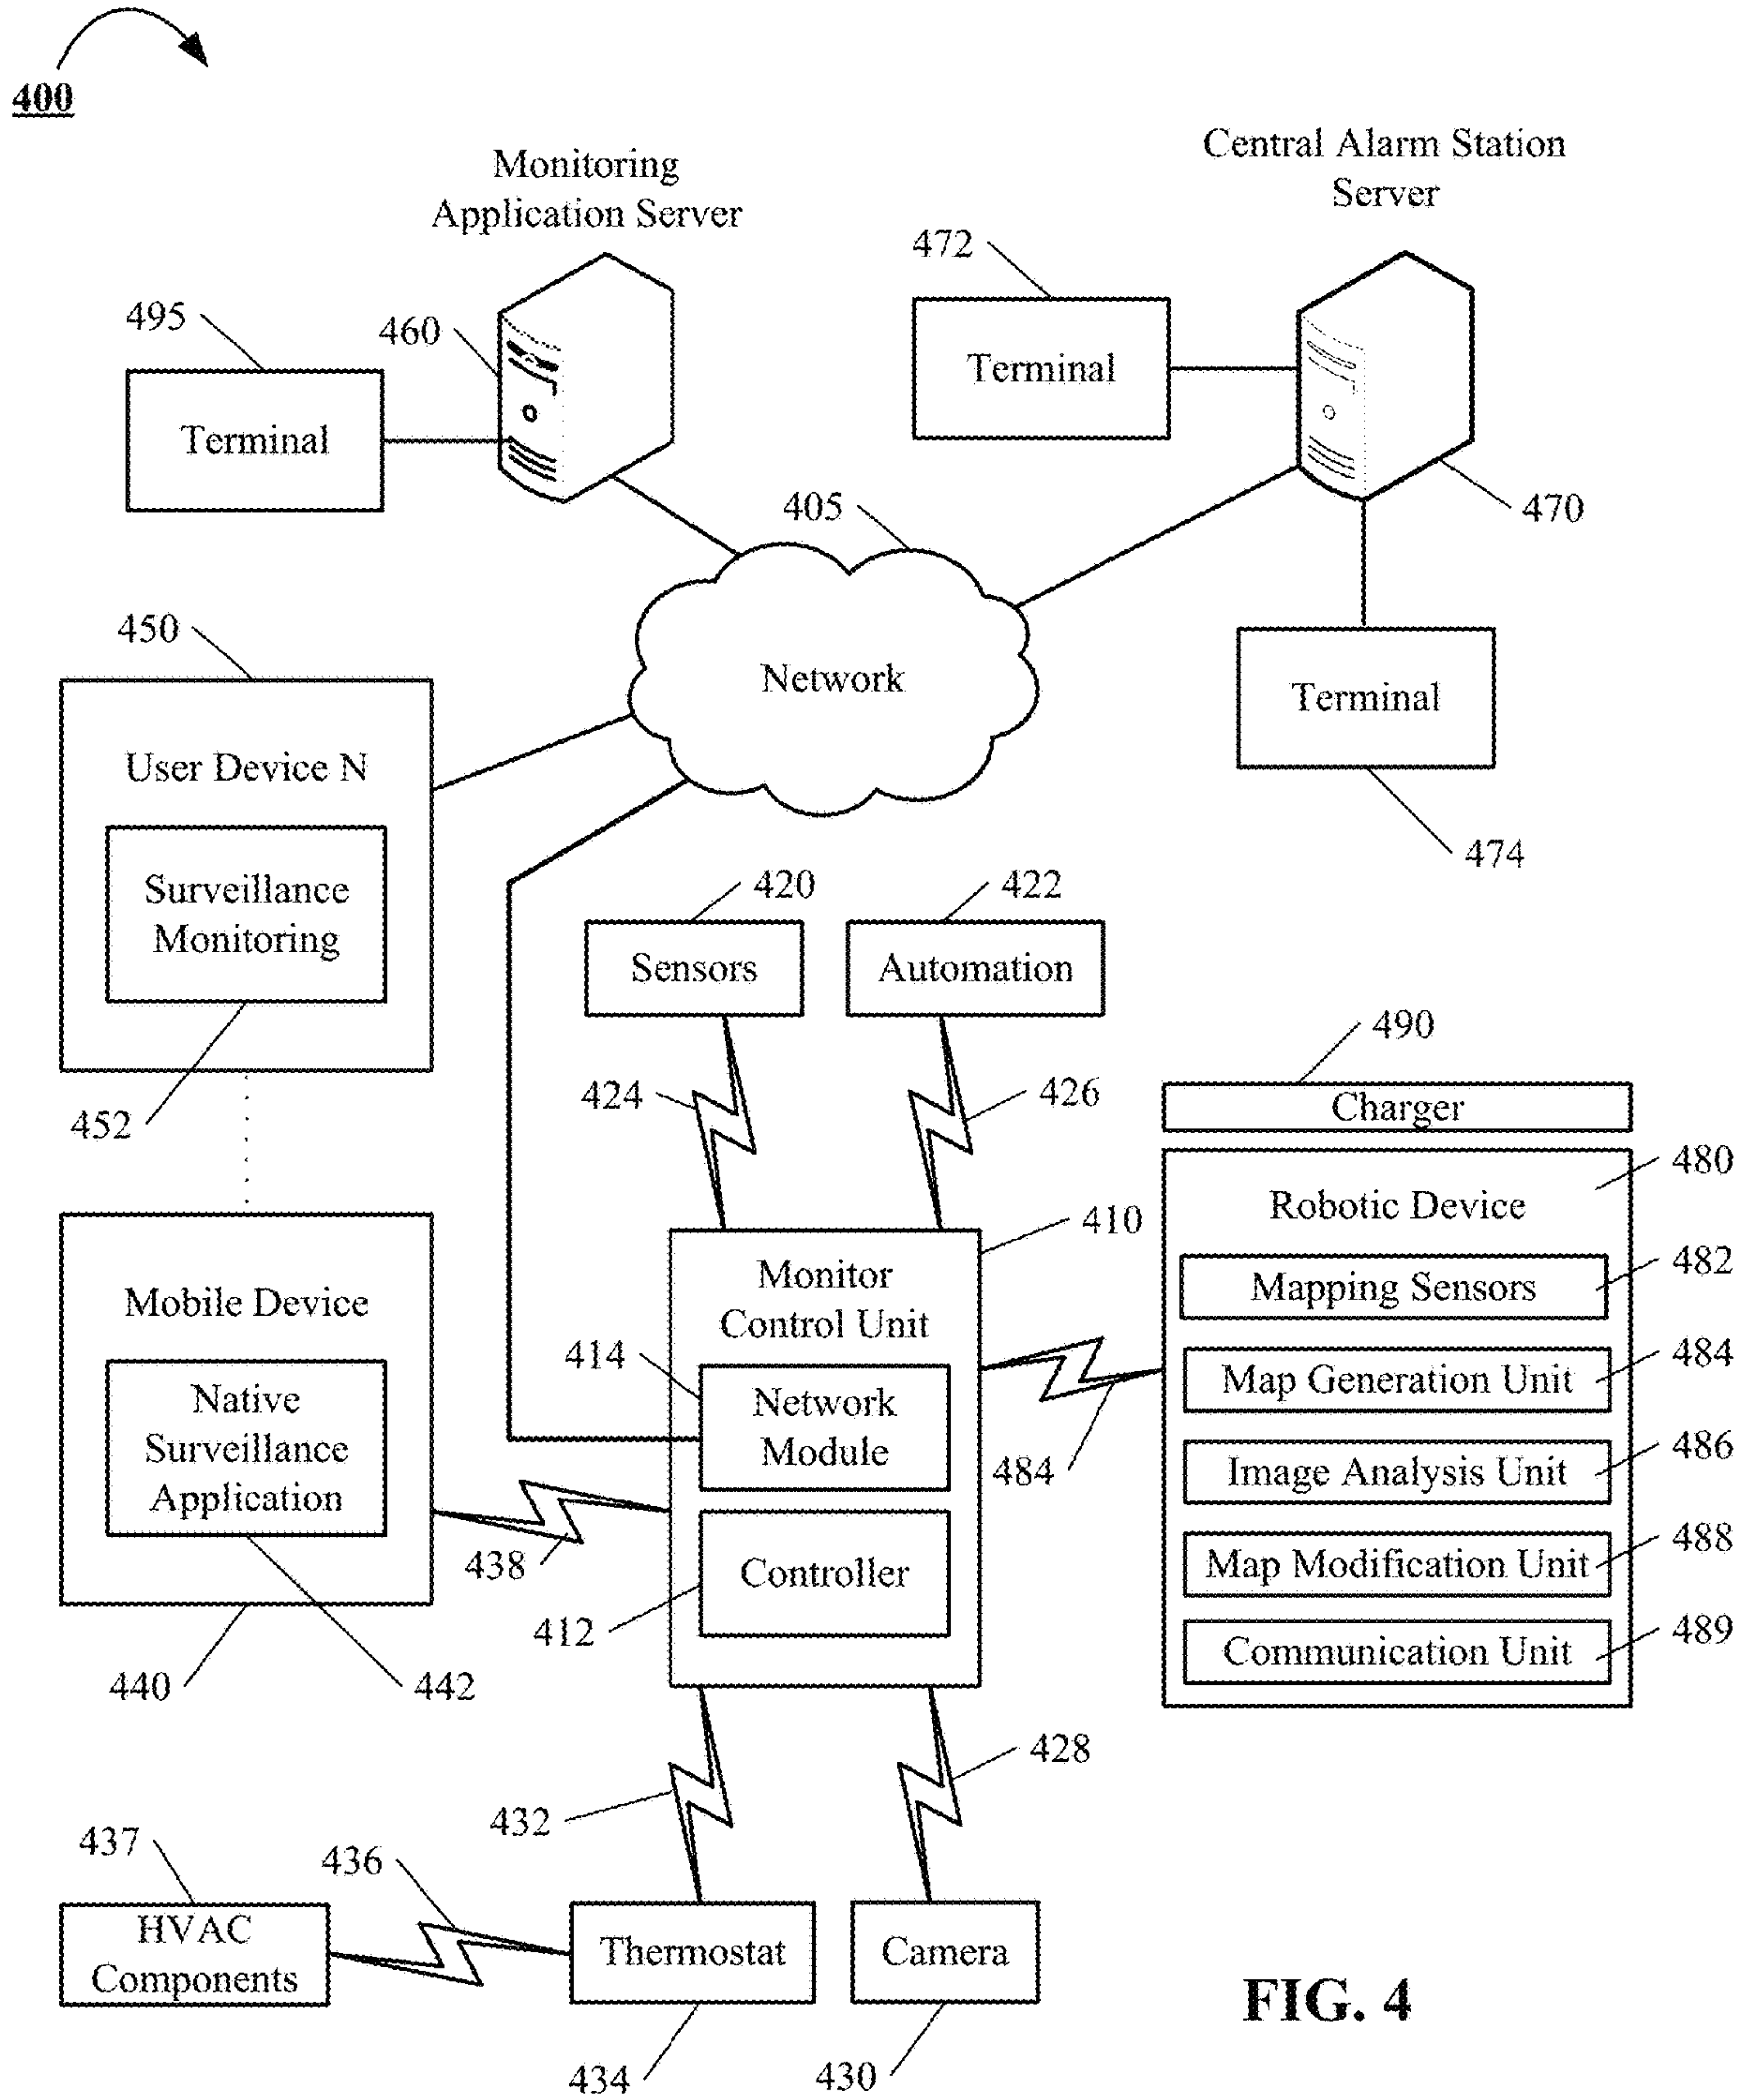 400
Monitoring
Application Server
Central Alarm Station
Server
472
495
460
Terminal
Terminal
405
470
450
Network
Terminal
User Device N
474
Surveillance
Monitoring
420
422
Sensors
Automation
490
424
426
Charger
452
480
Robotic Device
410
Monitor
Control Unit
482
Mapping Sensors
Mobile Device
414
484
Map Generation Unit
Native
Surveillance
Application
Network
Module
484
486
Image Analysis Unit
438
488
Map Modification Unit
Controller
412
489
Communication Unit
440
442
428
432
437
436
HVAC
Components
Thermostat
Camera
434
430
FIG. 4